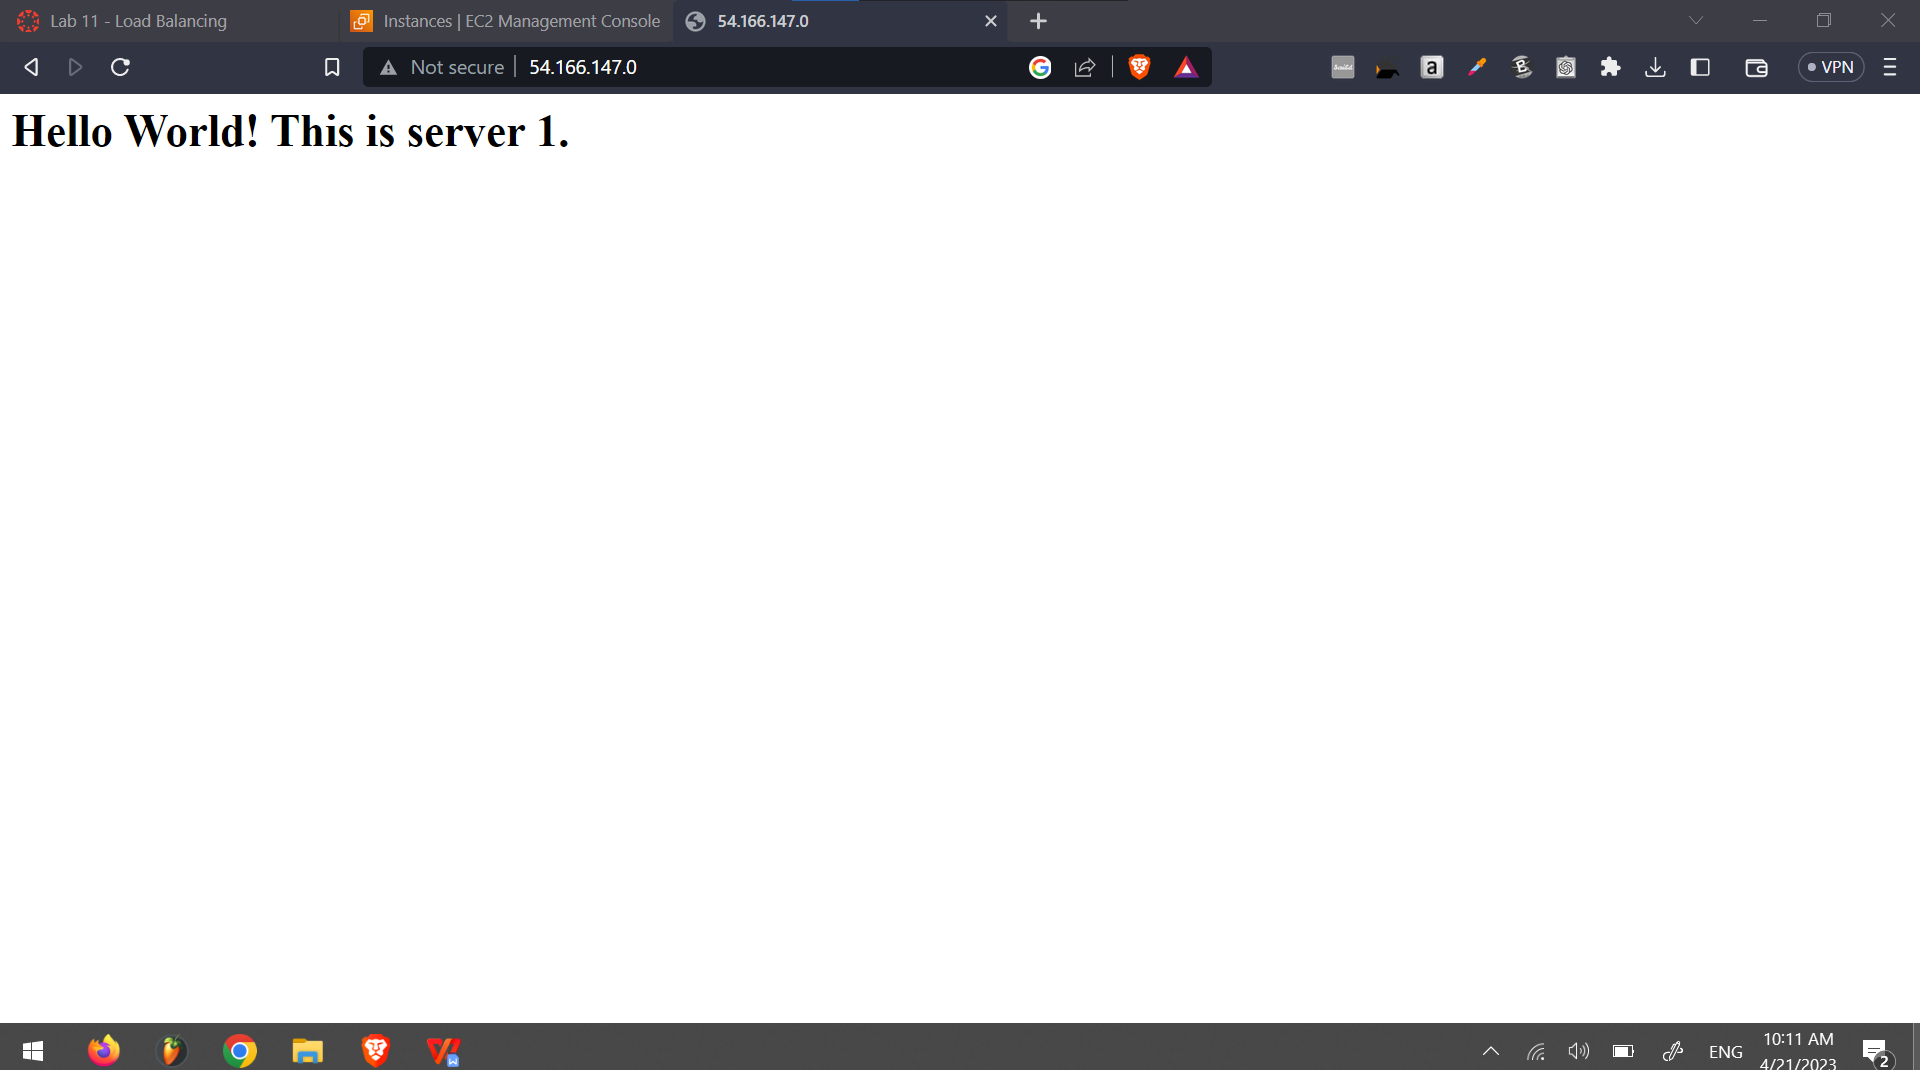 Lab 11 - Load Balancing
Instances | EC2 Management Console
54.166.147.0
Not secure
54.166.147.0
VPN
Hello World! This is server 1.
ENG
10:11 AM
4/21/2023
2